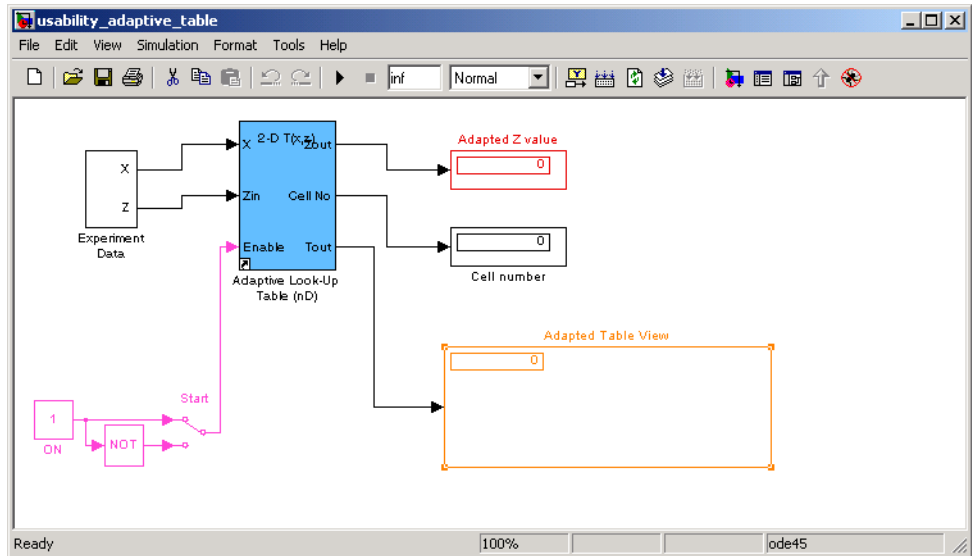 usability_adaptive_table
File Edit View Simulation Format Tools Help
inf Normal
2-D T(x,z)
X Zout
Adapted Z value
0
X
Z
Zin Cell No
0
Experiment
Data
Enable Tout
Cell number
Adaptive Look-Up
Table (nD)
Adapted Table View
0
Start
1
NOT
ON
Ready 100% ode45